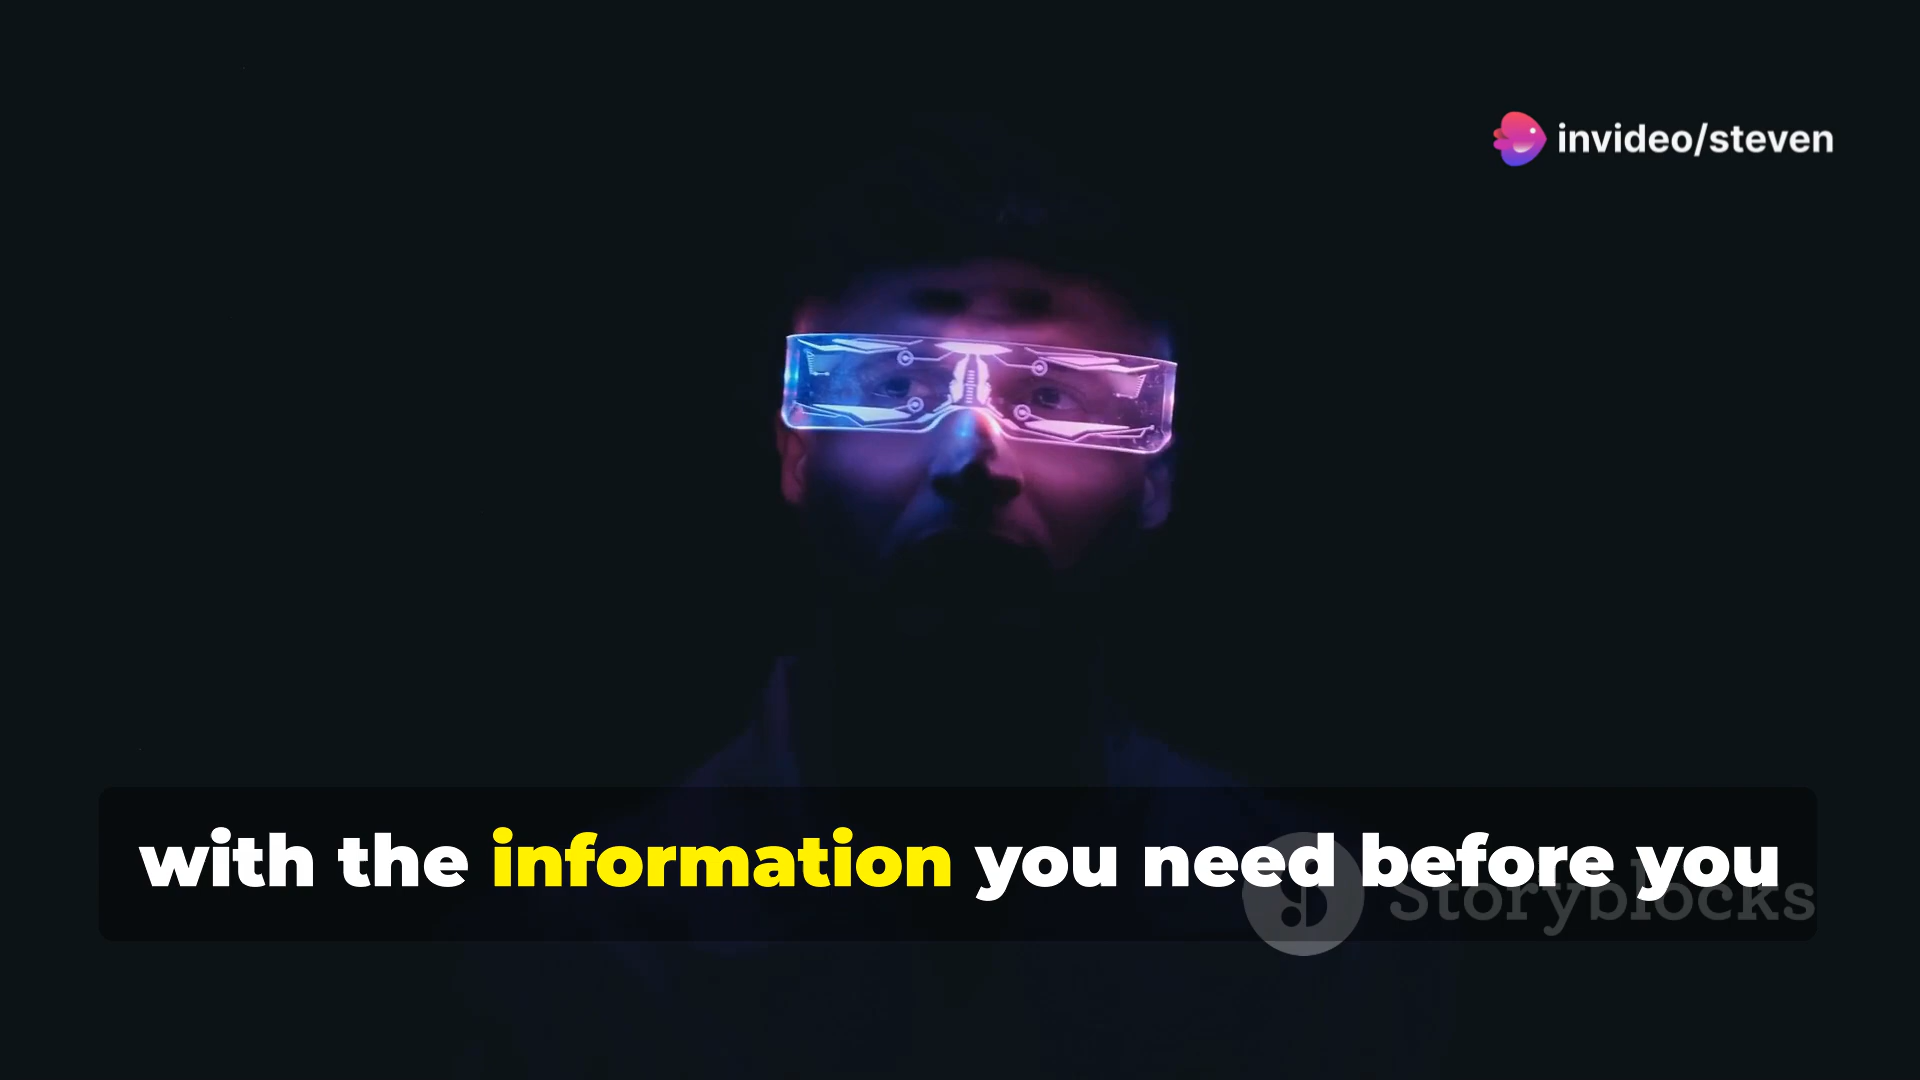 invideo/steven
with the information you need before you
Storyblocks